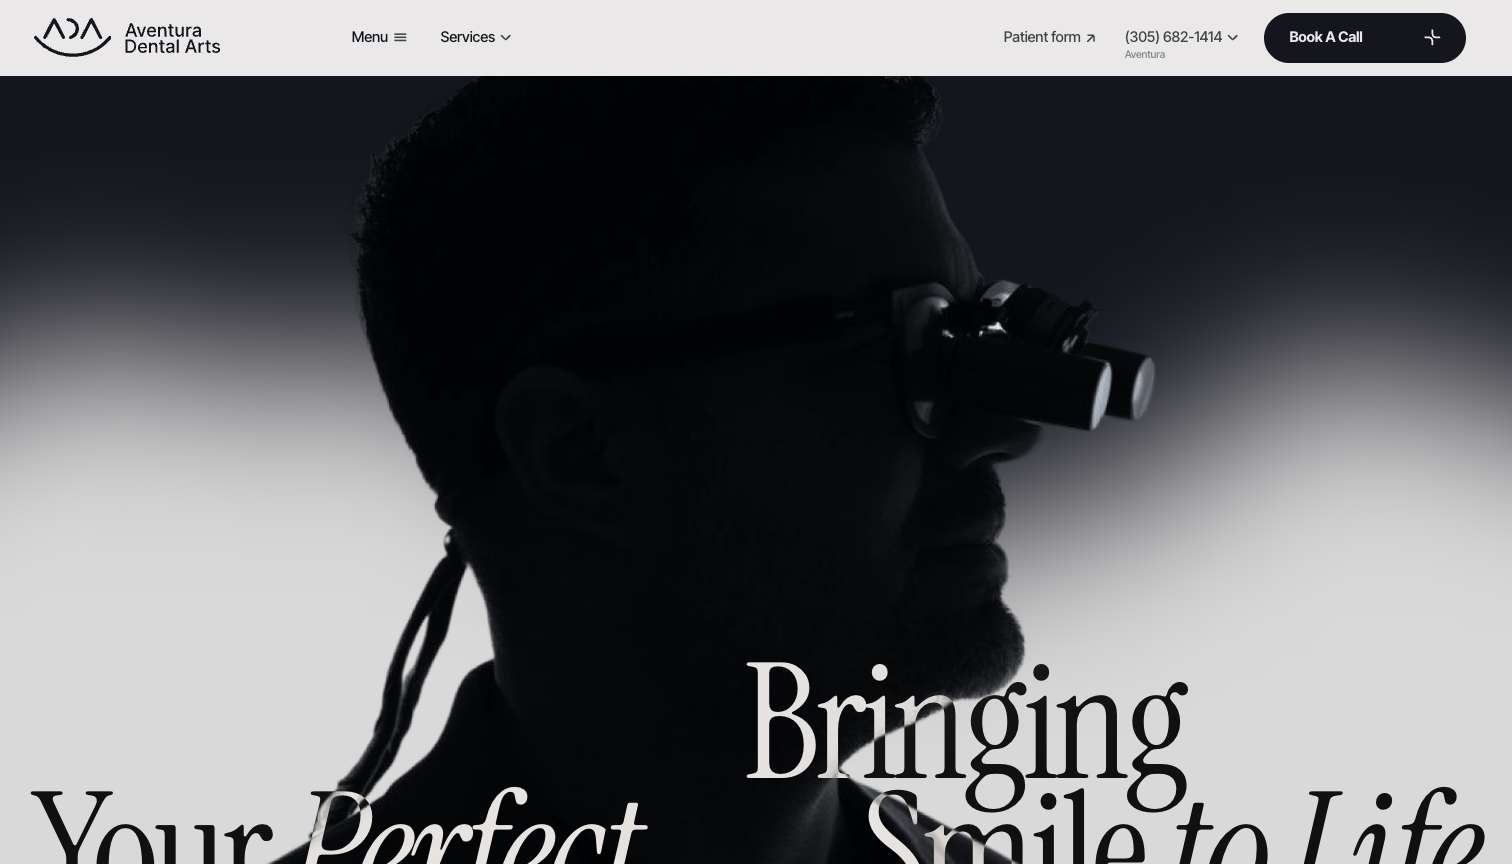 Aventura
Dental Arts
Menu
Services
Patient form
(305) 682-1414
Aventura
Book A Call
Bringing
Your Perfect Smile to Life